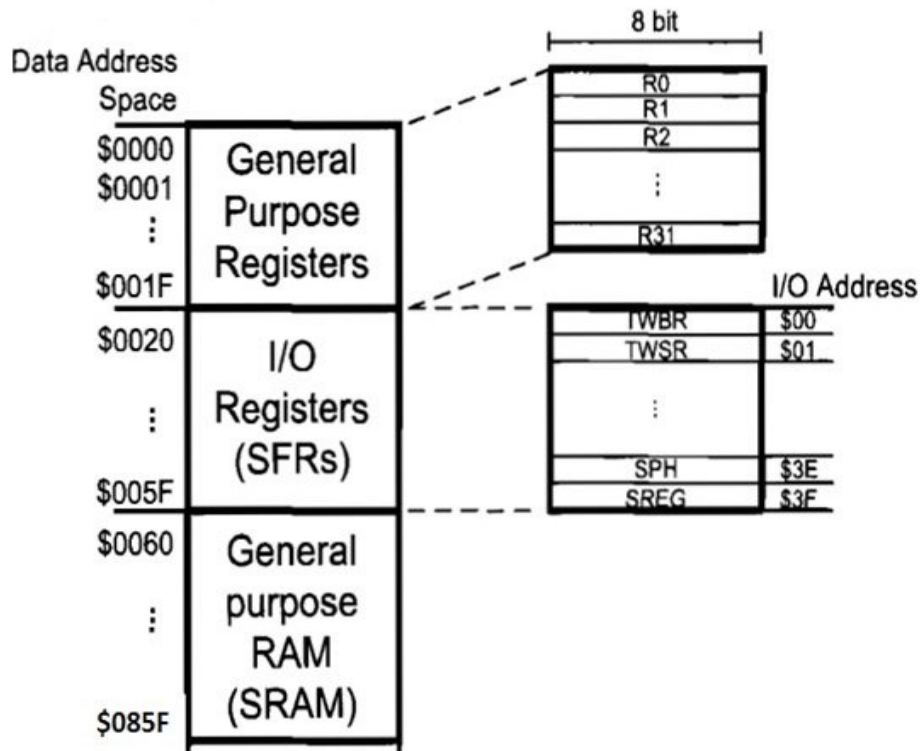 8 bit
Data Address
Space
$0000
$0001
⋮
$001F
General
Purpose
Registers
R0
R1
R2
⋮
R31
I/O Address
$0020
⋮
$005F
I/O
Registers
(SFRs)
TWBR $00
TWSR $01
⋮
SPH $3E
SREG $3F
$0060
⋮
$085F
General
purpose
RAM
(SRAM)